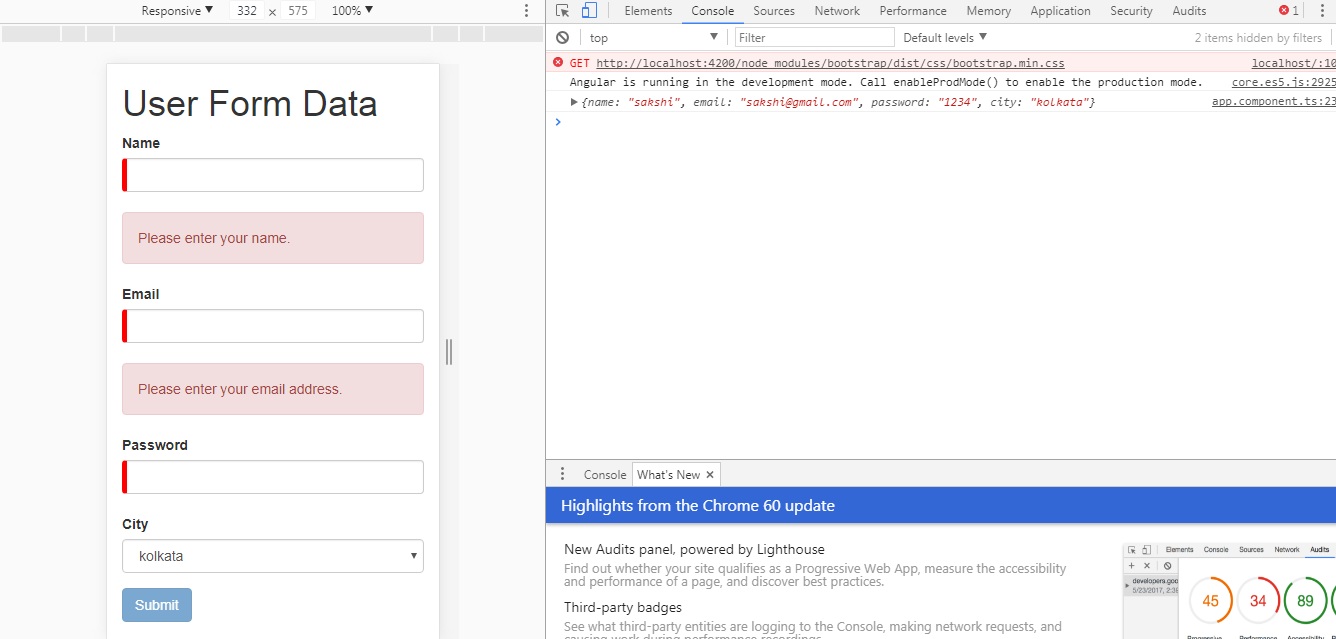 Responsive ▼ 332 × 575 100% ▼
Elements Console Sources Network Performance Memory Application Security Audits 1
top ▼ Filter Default levels ▼ 2 items hidden by filters
GET http://localhost:4200/node_modules/bootstrap/dist/css/bootstrap.min.css localhost/:10
Angular is running in the development mode. Call enableProdMode() to enable the production mode. core.es5.js:2925
▶ {name: "sakshi", email: "sakshi@gmail.com", password: "1234", city: "kolkata"} app.component.ts:23
>
User Form Data
Name
Please enter your name.
Email
Please enter your email address.
Password
City
kolkata
Submit
Console What's New ×
Highlights from the Chrome 60 update
New Audits panel, powered by Lighthouse
Find out whether your site qualifies as a Progressive Web App, measure the accessibility
and performance of a page, and discover best practices.
Third-party badges
See what third-party entities are logging to the Console, making network requests, and
causing work during performance recordings.
Elements Console Sources Network Audits
developers.goo
5/23/2017, 2:38
45 34 89
Progressive Performance Accessibility